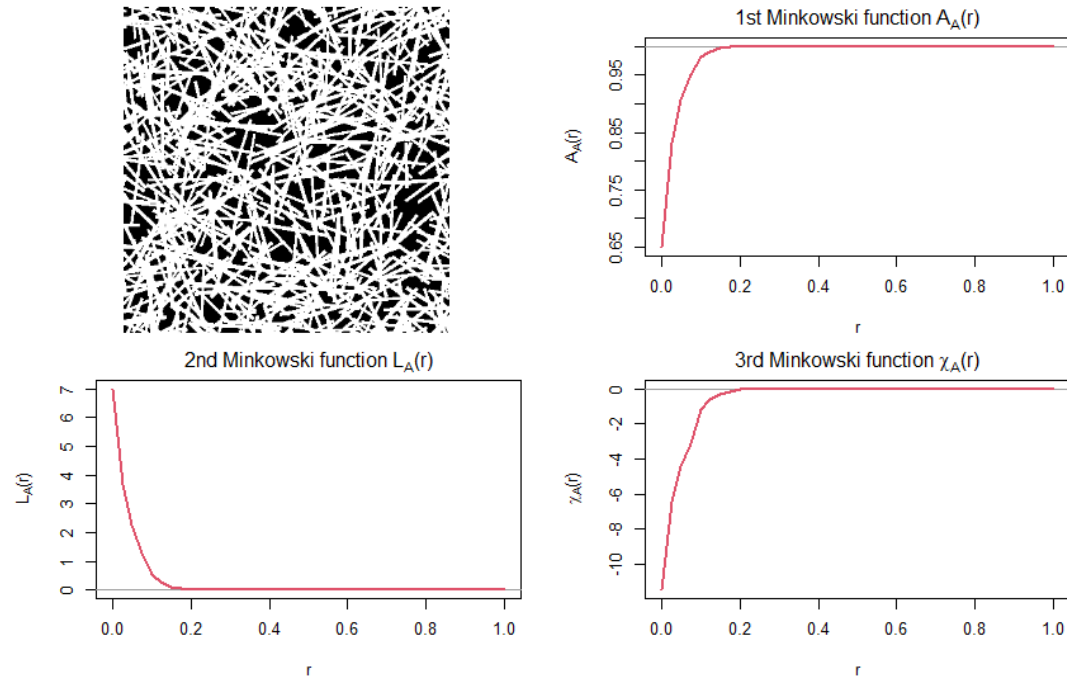 1st Minkowski function A_A(r)
A_A(r)
0.65
0.75
0.85
0.95
0.0 0.2 0.4 0.6 0.8 1.0
r
2nd Minkowski function L_A(r)
L_A(r)
0
1
2
3
4
5
6
7
0.0 0.2 0.4 0.6 0.8 1.0
r
3rd Minkowski function χ_A(r)
χ_A(r)
-10
-8
-6
-4
-2
0
0.0 0.2 0.4 0.6 0.8 1.0
r